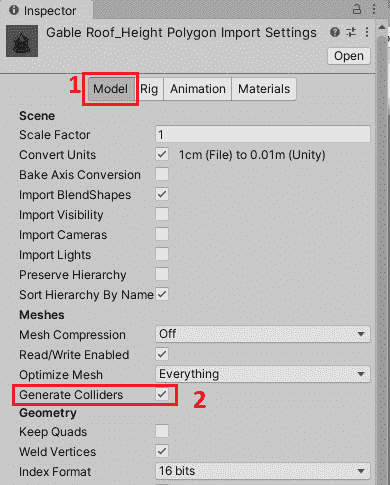 Inspector
Gable Roof_Height Polygon Import Settings
Open
1
Model Rig Animation Materials
Scene
Scale Factor 1
Convert Units 1cm (File) to 0.01m (Unity)
Bake Axis Conversion
Import BlendShapes
Import Visibility
Import Cameras
Import Lights
Preserve Hierarchy
Sort Hierarchy By Name
Meshes
Mesh Compression Off
Read/Write Enabled
Optimize Mesh Everything
Generate Colliders 2
Geometry
Keep Quads
Weld Vertices
Index Format 16 bits